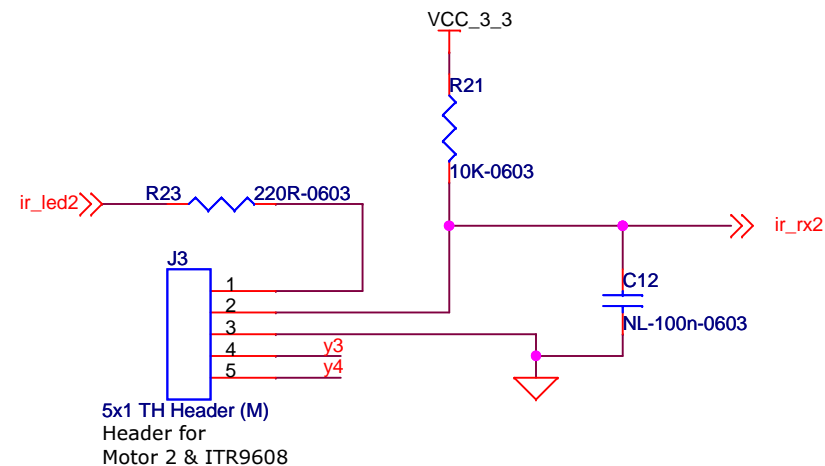 VCC_3_3
R21
10K-0603
ir_led2
R23
220R-0603
ir_rx2
J3
1
2
3
4
5
y3
y4
C12
NL-100n-0603
5x1 TH Header (M)
Header for
Motor 2 & ITR9608